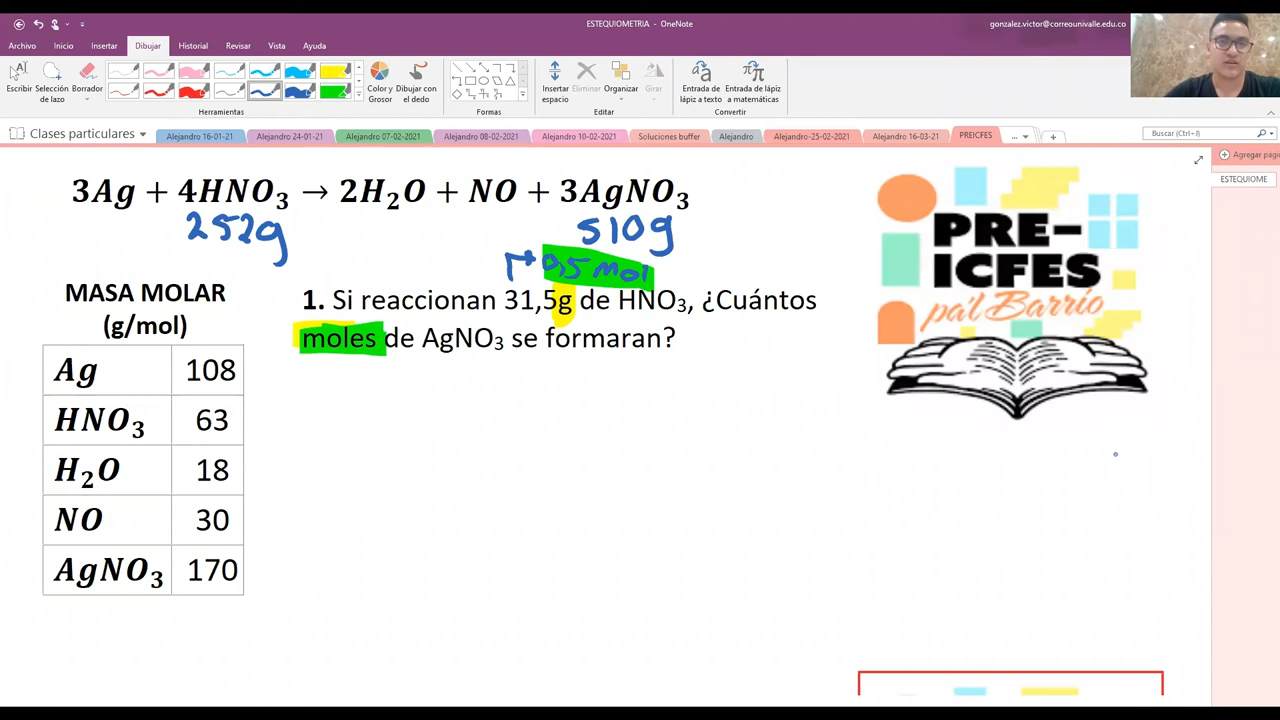 ESTEQUIOMETRIA - OneNote
gonzalez.victor@correounivalle.edu.co
Archivo Inicio Insertar Dibujar Historial Revisar Vista Ayuda
Escribir Selección de lazo Borrador Color y Grosor Dibujar con el dedo Insertar espacio Eliminar Organizar Girar Entrada de lápiz a texto Entrada de lápiz a matemáticas
Herramientas Formas Editar Convertir
Clases particulares Alejandro 16-01-21 Alejandro 24-01-21 Alejandro 07-02-2021 Alejandro 08-02-2021 Alejandro 10-02-2021 Soluciones buffer Alejandro Alejandro-25-02-2021 Alejandro 16-03-21 PREICFES ... Buscar (Ctrl+J)
Agregar pagi
ESTEQUIOME
3Ag + 4HNO₃ → 2H₂O + NO + 3AgNO₃
252g 510g
0,5 mol
1. Si reaccionan 31,5g de HNO₃, ¿Cuántos
moles de AgNO₃ se formaran?
MASA MOLAR
(g/mol)
Ag 108
HNO₃ 63
H₂O 18
NO 30
AgNO₃ 170
PRE-
ICFES
pa'l Barrio